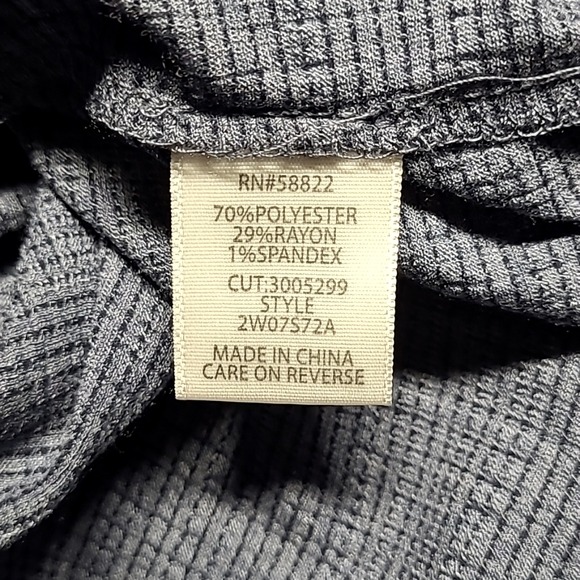 RN#58822
70%POLYESTER
29%RAYON
1%SPANDEX
CUT:3005299
STYLE
2W07S72A
MADE IN CHINA
CARE ON REVERSE